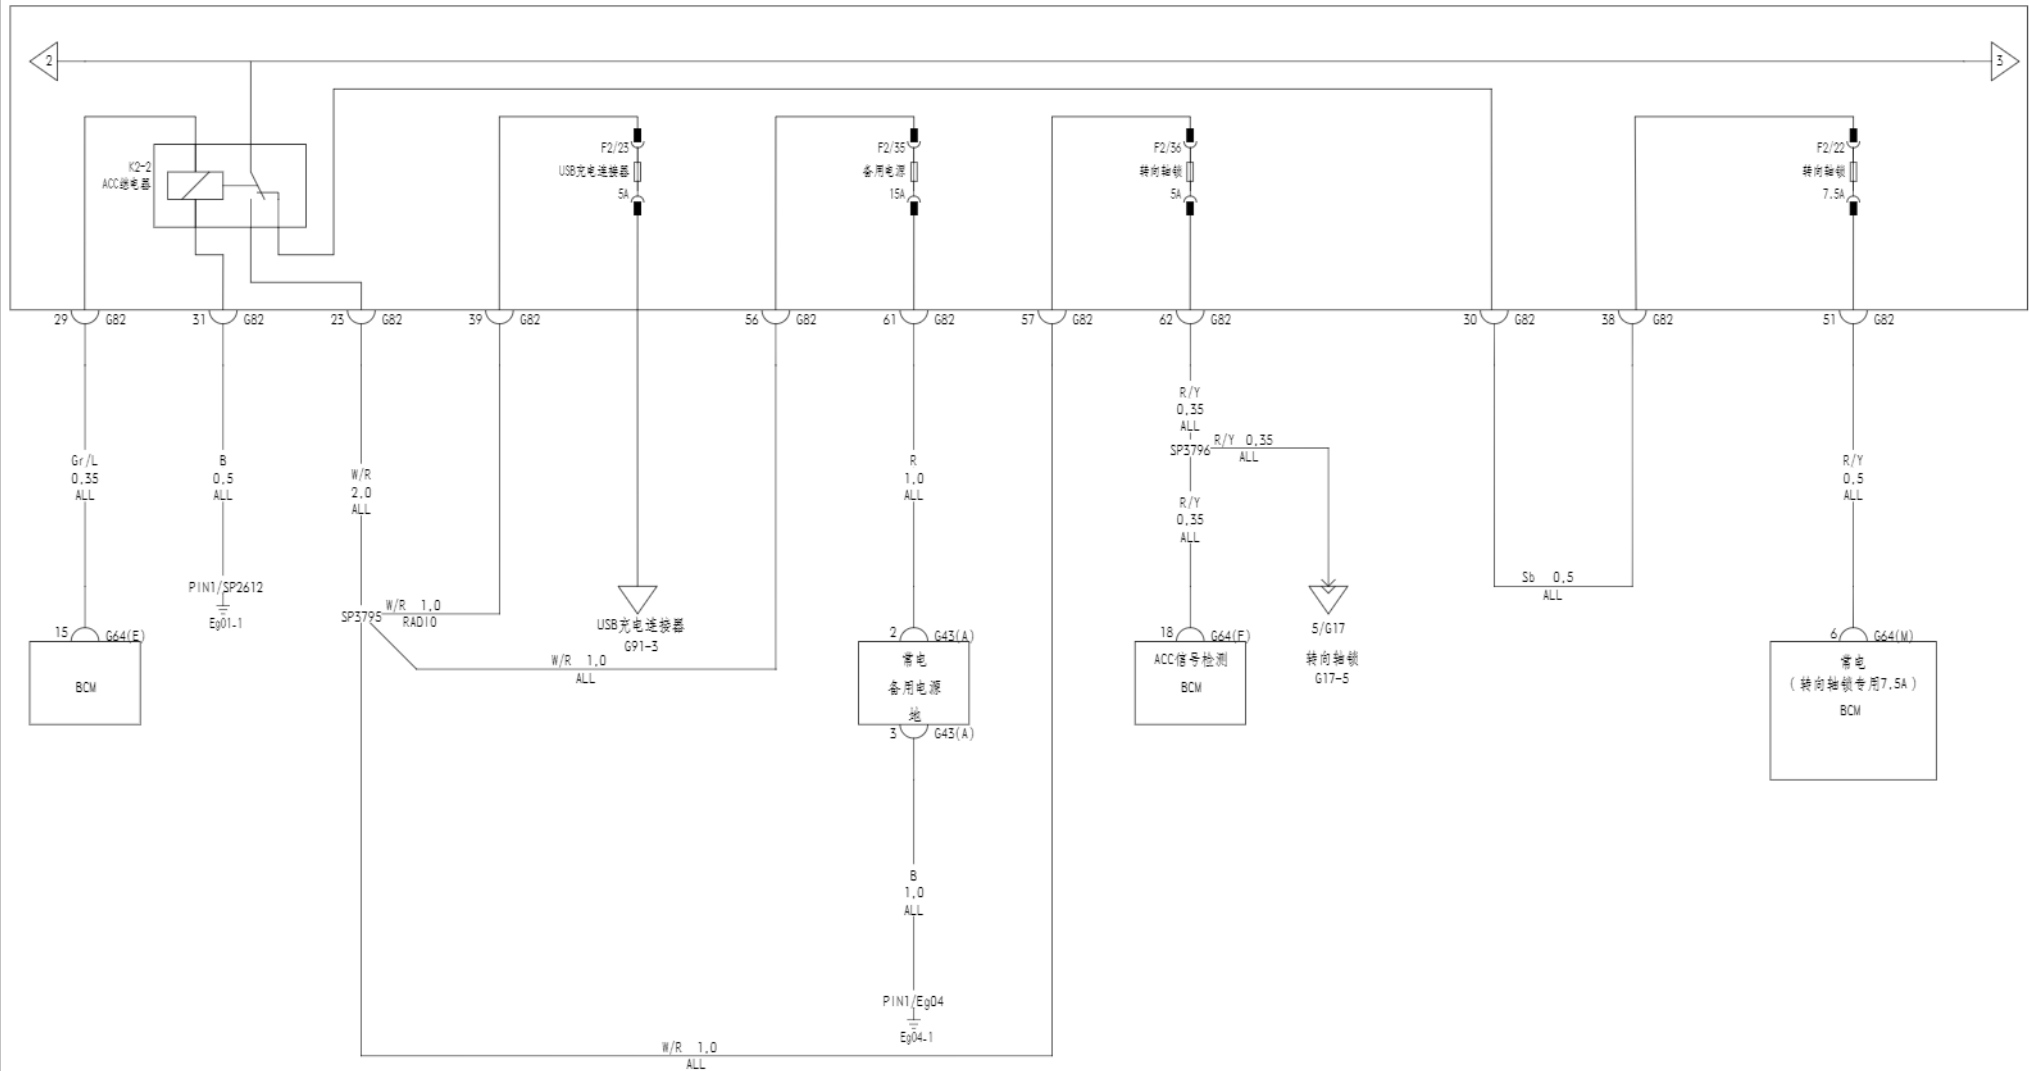 2
3
K2-2
ACC继电器
F2/23
USB充电连接器
5A
F2/35
备用电源
15A
F2/36
转向轴锁
5A
F2/22
转向轴锁
7.5A
29 G82
31 G82
23 G82
39 G82
56 G82
61 G82
57 G82
62 G82
30 G82
38 G82
51 G82
Gr/L
0,35
ALL
B
0,5
ALL
W/R
2,0
ALL
R
1,0
ALL
R/Y
0,35
ALL
SP3796
R/Y 0,35
ALL
R/Y
0,35
ALL
R/Y
0,5
ALL
PIN1/SP2612
Eg01-1
SP3795
W/R 1,0
RADIO
W/R 1,0
ALL
USB充电连接器
G91-3
Sb 0,5
ALL
15 G64(E)
BCM
2 G43(A)
常电
备用电源
地
3 G43(A)
18 G64(F)
ACC信号检测
BCM
5/G17
转向轴锁
G17-5
6 G64(M)
常电
(转向轴锁专用7,5A)
BCM
B
1,0
ALL
PIN1/Eg04
Eg04-1
W/R 1,0
ALL